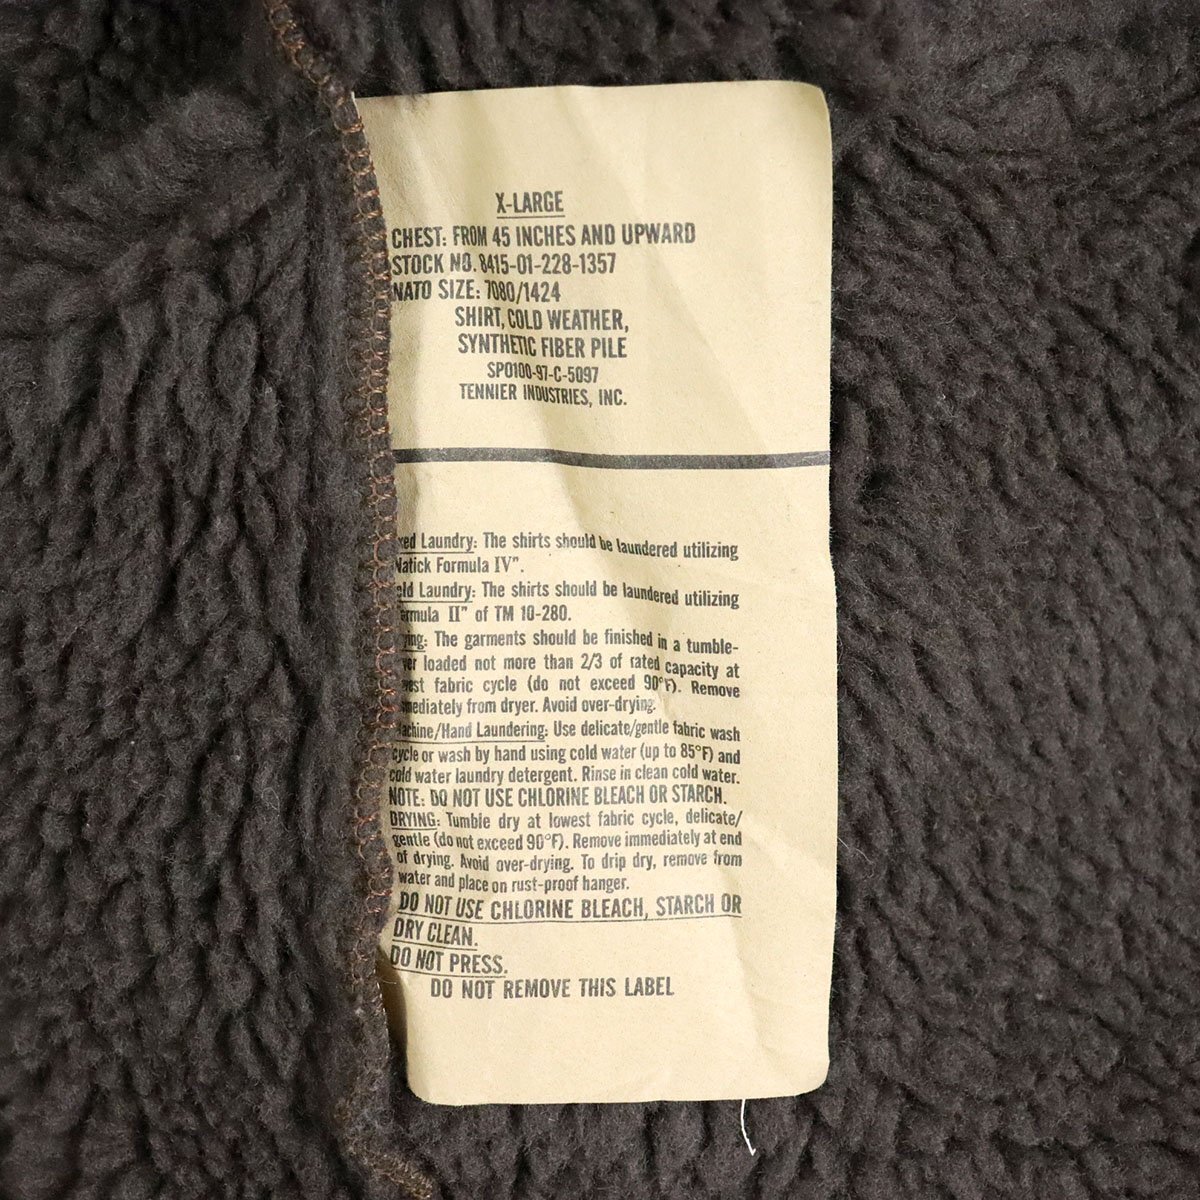 X-LARGE
CHEST: FROM 45 INCHES AND UPWARD
STOCK NO. 8415-01-228-1357
NATO SIZE: 7080/1424
SHIRT, COLD WEATHER,
SYNTHETIC FIBER PILE
SPO100-97-C-5097
TENNIER INDUSTRIES, INC.
Laundry: The shirts should be laundered utilizing
Natick Formula IV".
Laundry: The shirts should be laundered utilizing
II" of TM 10-280.
The garments should be finished in a tumble-
loaded not more than 2/3 of rated capacity at
fabric cycle (do not exceed 90°F). Remove
from dryer. Avoid over-drying.
Machine/Hand Laundering: Use delicate/gentle fabric wash
cycle or wash by hand using cold water (up to 85°F) and
cold water laundry detergent. Rinse in clean cold water.
NOTE: DO NOT USE CHLORINE BLEACH OR STARCH.
DRYING: Tumble dry at lowest fabric cycle, delicate/
gentle (do not exceed 90°F). Remove immediately at end
of drying. Avoid over-drying. To drip dry, remove from
water and place on rust-proof hanger.
DO NOT USE CHLORINE BLEACH, STARCH OR
DRY CLEAN.
DO NOT PRESS.
DO NOT REMOVE THIS LABEL